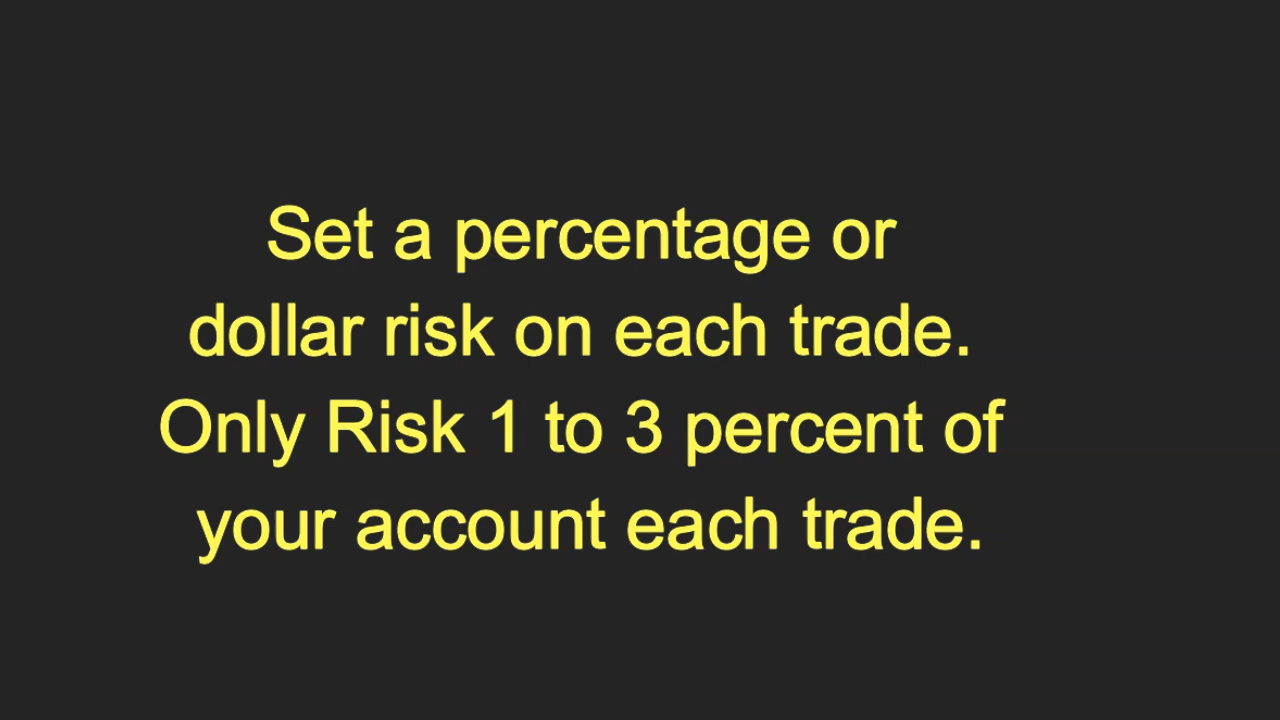 Set a percentage or
dollar risk on each trade.
Only Risk 1 to 3 percent of
your account each trade.